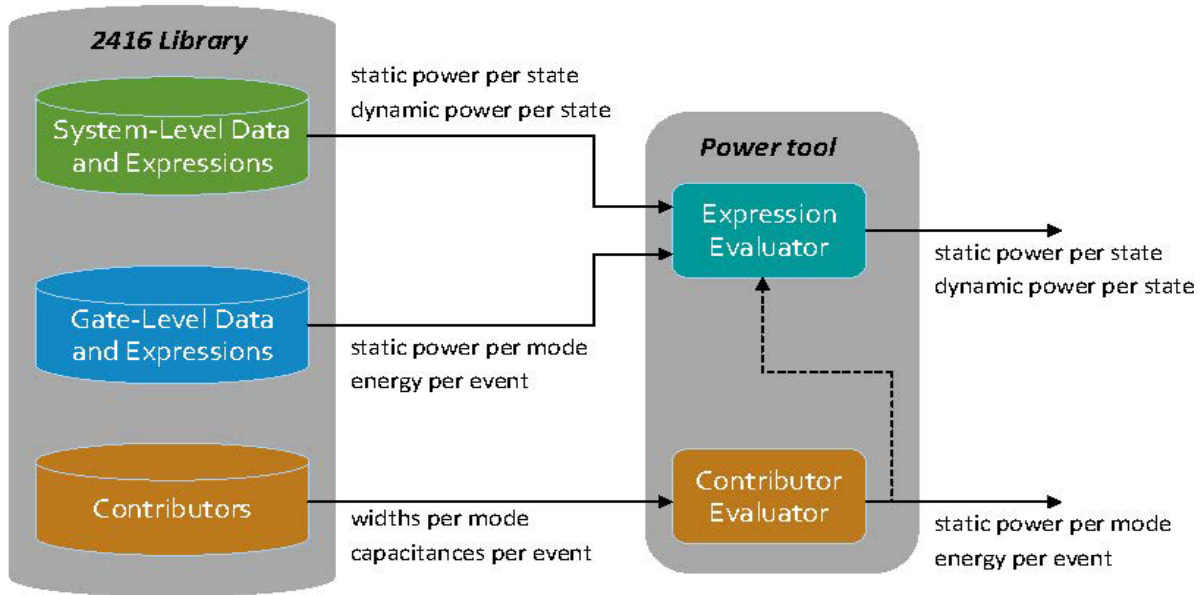 2416 Library
System-Level Data
and Expressions
static power per state
dynamic power per state
Gate-Level Data
and Expressions
static power per mode
energy per event
Contributors
widths per mode
capacitances per event
Power tool
Expression
Evaluator
static power per state
dynamic power per state
Contributor
Evaluator
static power per mode
energy per event